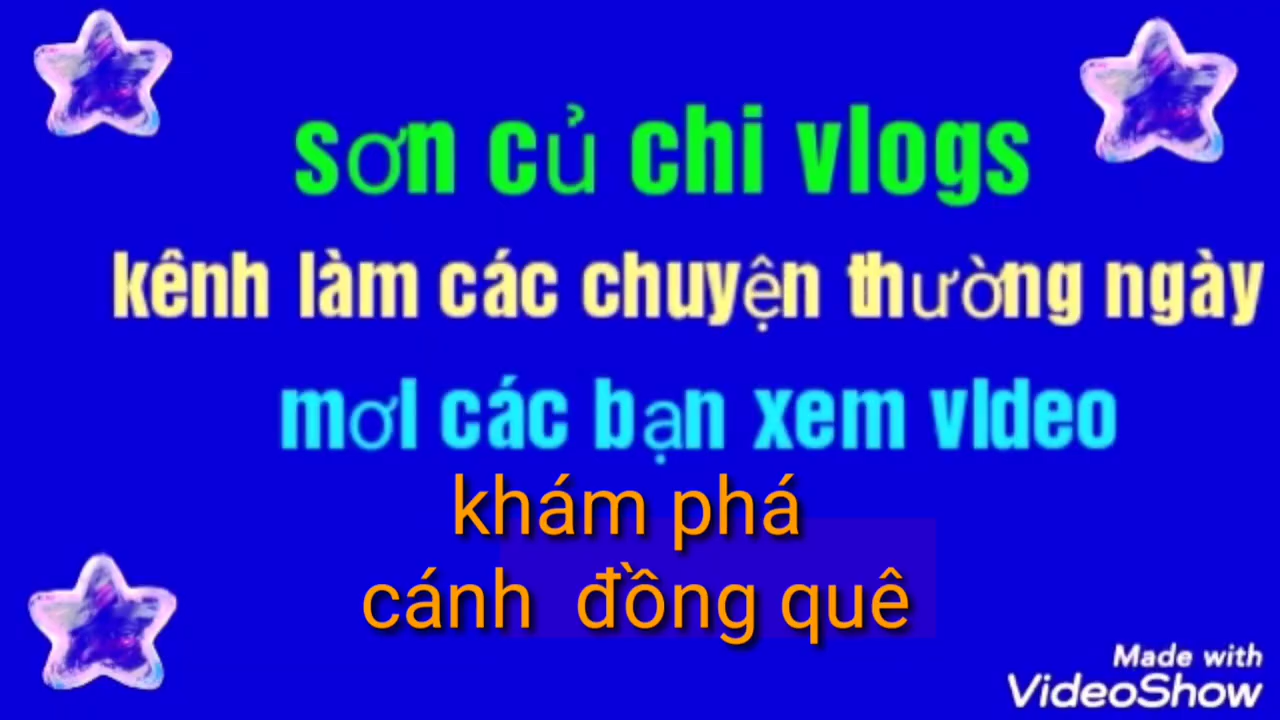 sơn củ chi vlogs
kênh làm các chuyện thường ngày
mơl các bạn xem vldeo
khám phá
cánh đồng quê
Made with
VideoShow